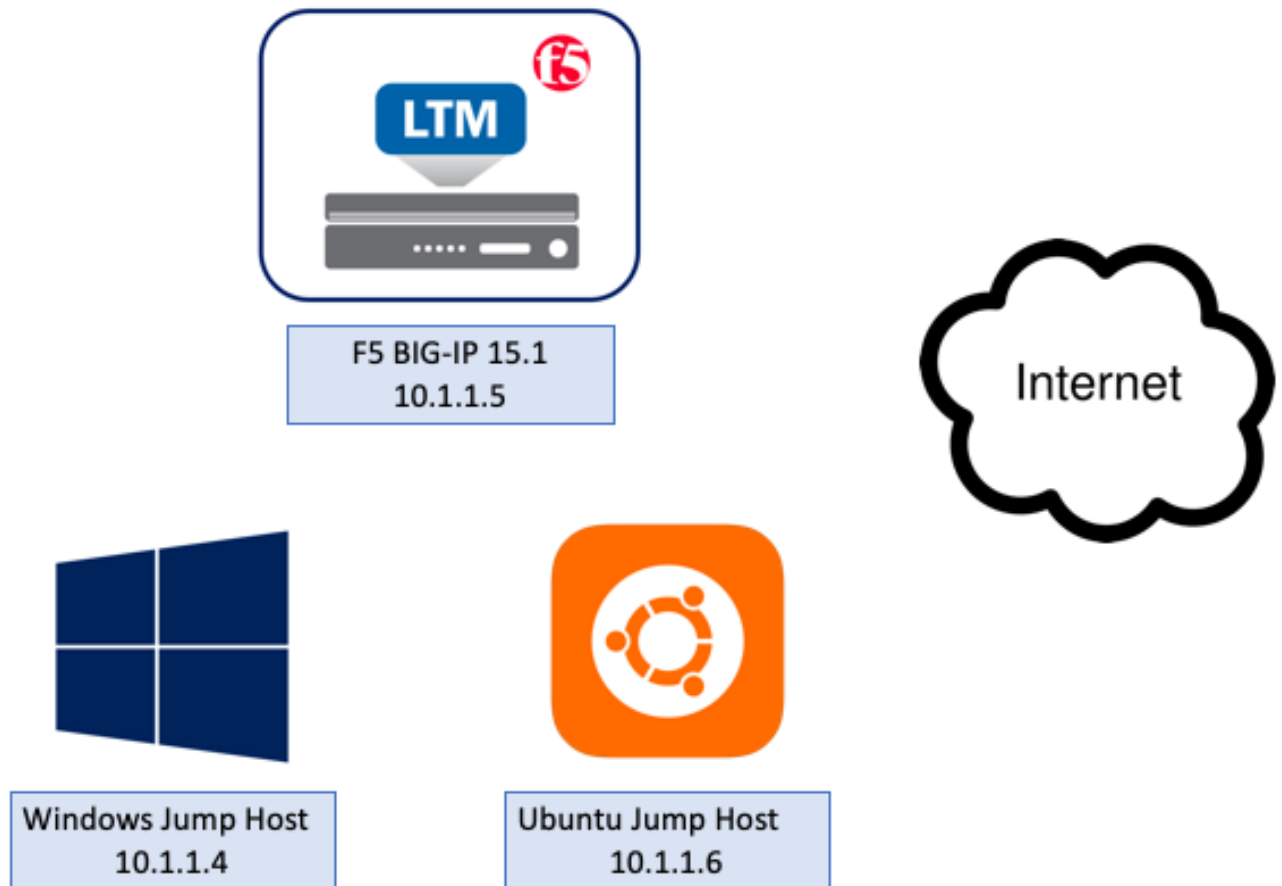 f5
LTM
F5 BIG-IP 15.1
10.1.1.5
Internet
Windows Jump Host
10.1.1.4
Ubuntu Jump Host
10.1.1.6